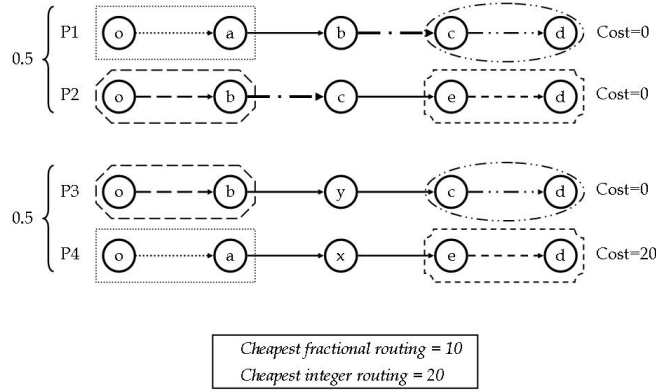 P1 o a b c d Cost=0
0.5
P2 o b c e d Cost=0
P3 o b y c d Cost=0
0.5
P4 o a x e d Cost=20
Cheapest fractional routing = 10
Cheapest integer routing = 20